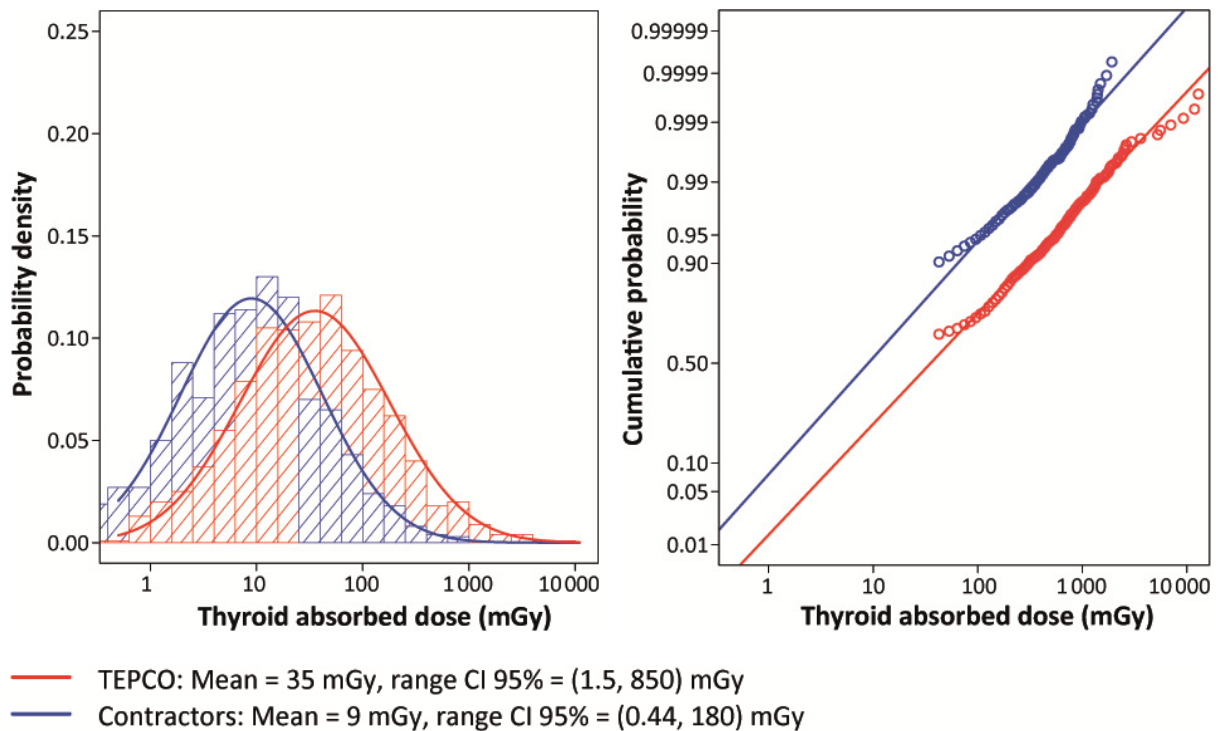 0.25
0.20
0.15
0.10
0.05
0.00
Probability density
1 10 100 1 000 10 000
Thyroid absorbed dose (mGy)
0.99999
0.9999
0.999
0.99
0.95
0.90
0.50
0.10
0.05
0.01
Cumulative probability
1 10 100 1 000 10 000
Thyroid absorbed dose (mGy)
TEPCO: Mean = 35 mGy, range CI 95% = (1.5, 850) mGy
Contractors: Mean = 9 mGy, range CI 95% = (0.44, 180) mGy